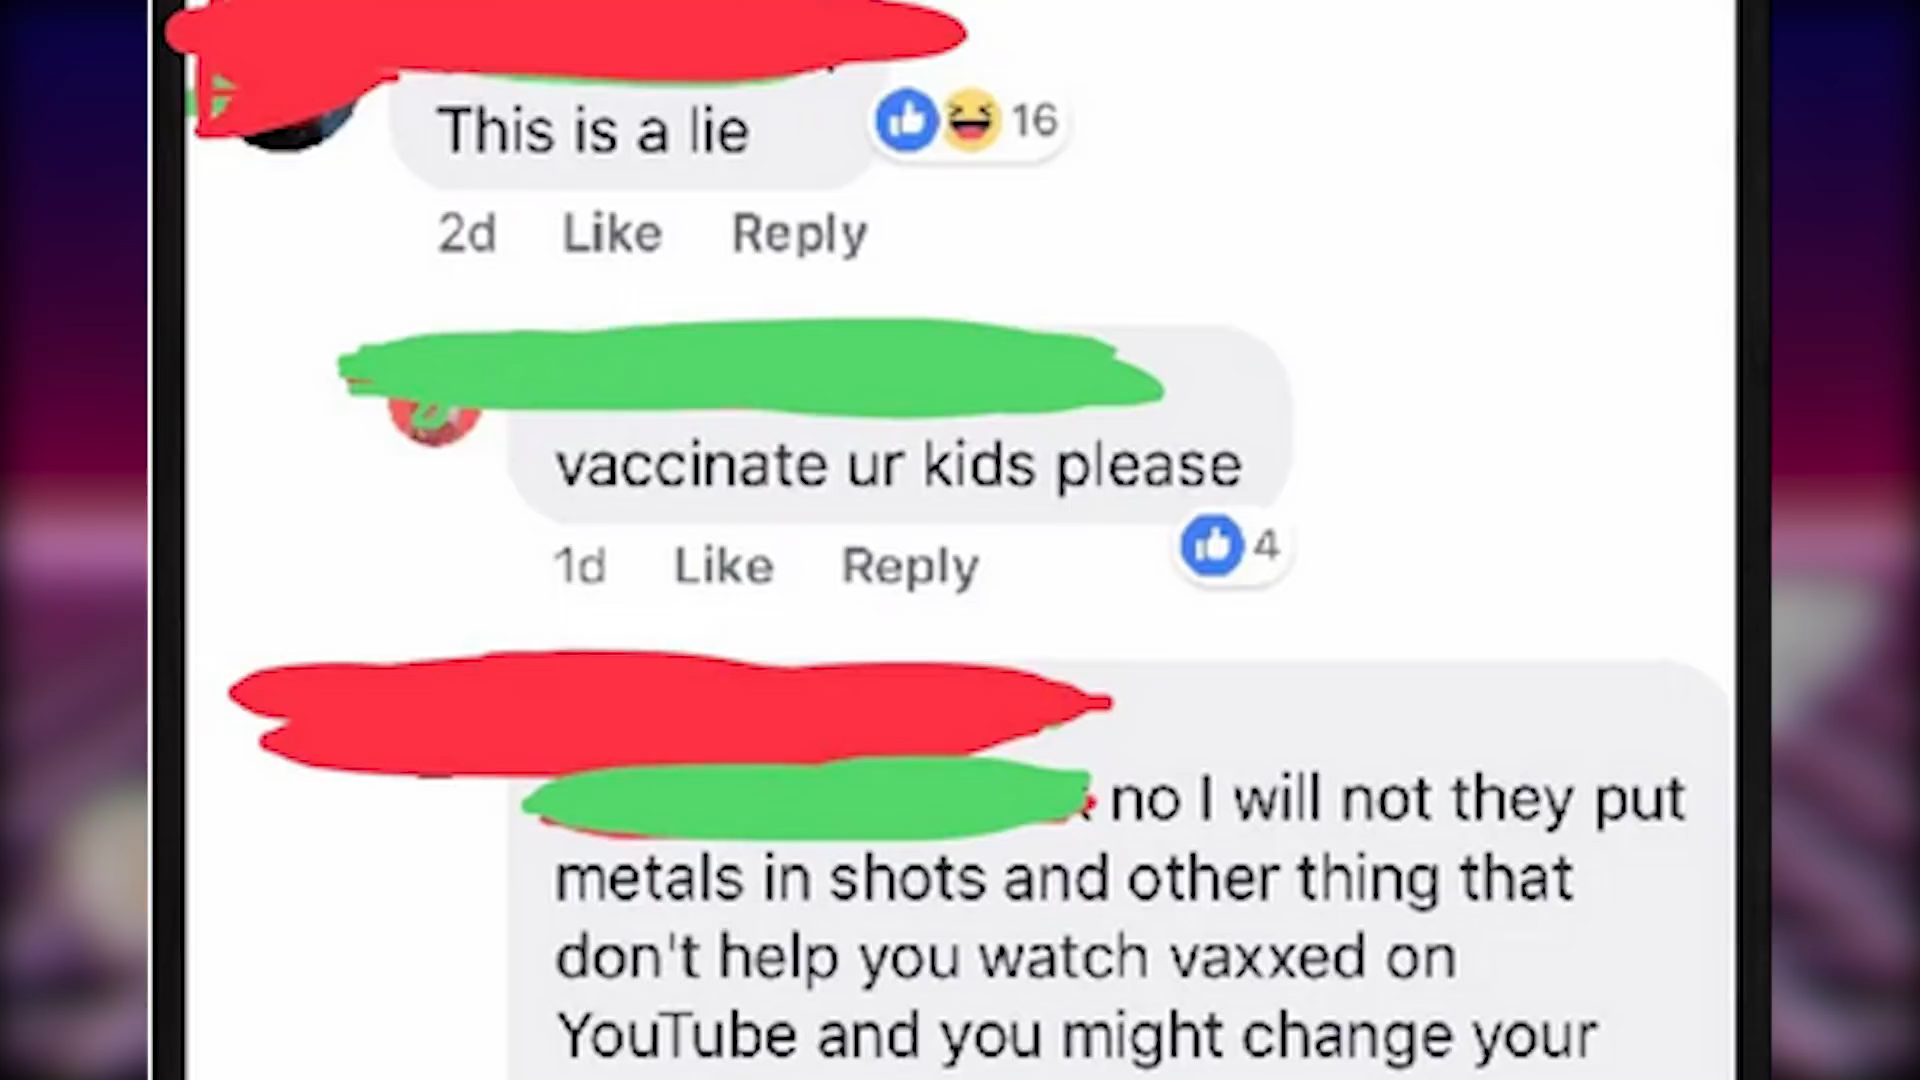 This is a lie
16
2d Like Reply
vaccinate ur kids please
4
1d Like Reply
no I will not they put
metals in shots and other thing that
don't help you watch vaxxed on
YouTube and you might change your